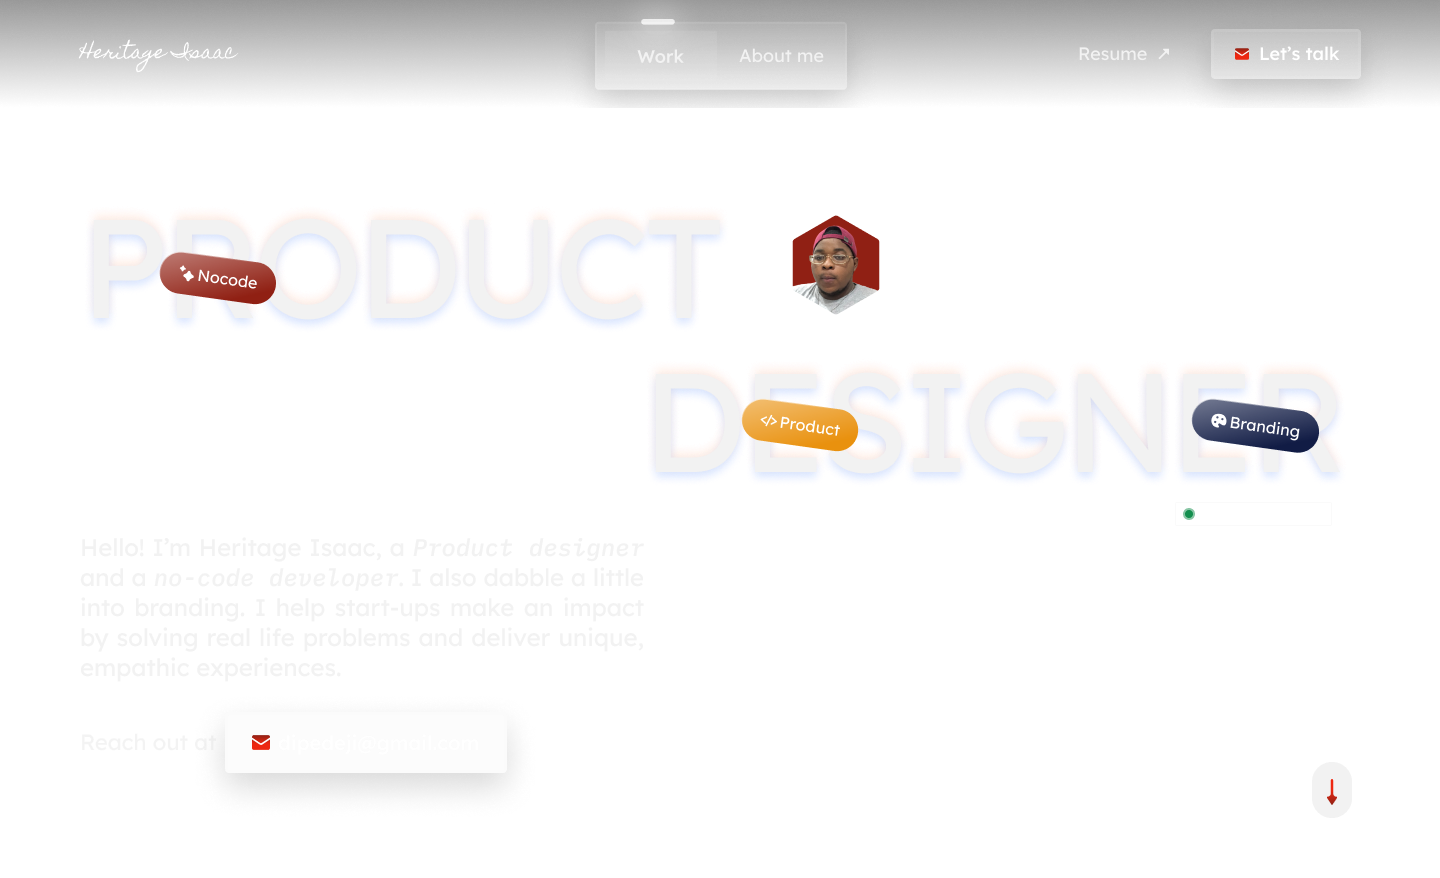 Heritage Isaac
Work
About me
Resume ↗
Let's talk
PRODUCT
Nocode
DESIGNER
</> Product
Branding
Hello! I'm Heritage Isaac, a Product designer
and a no-code developer. I also dabble a little
into branding. I help start-ups make an impact
by solving real life problems and deliver unique,
empathic experiences.
Reach out at